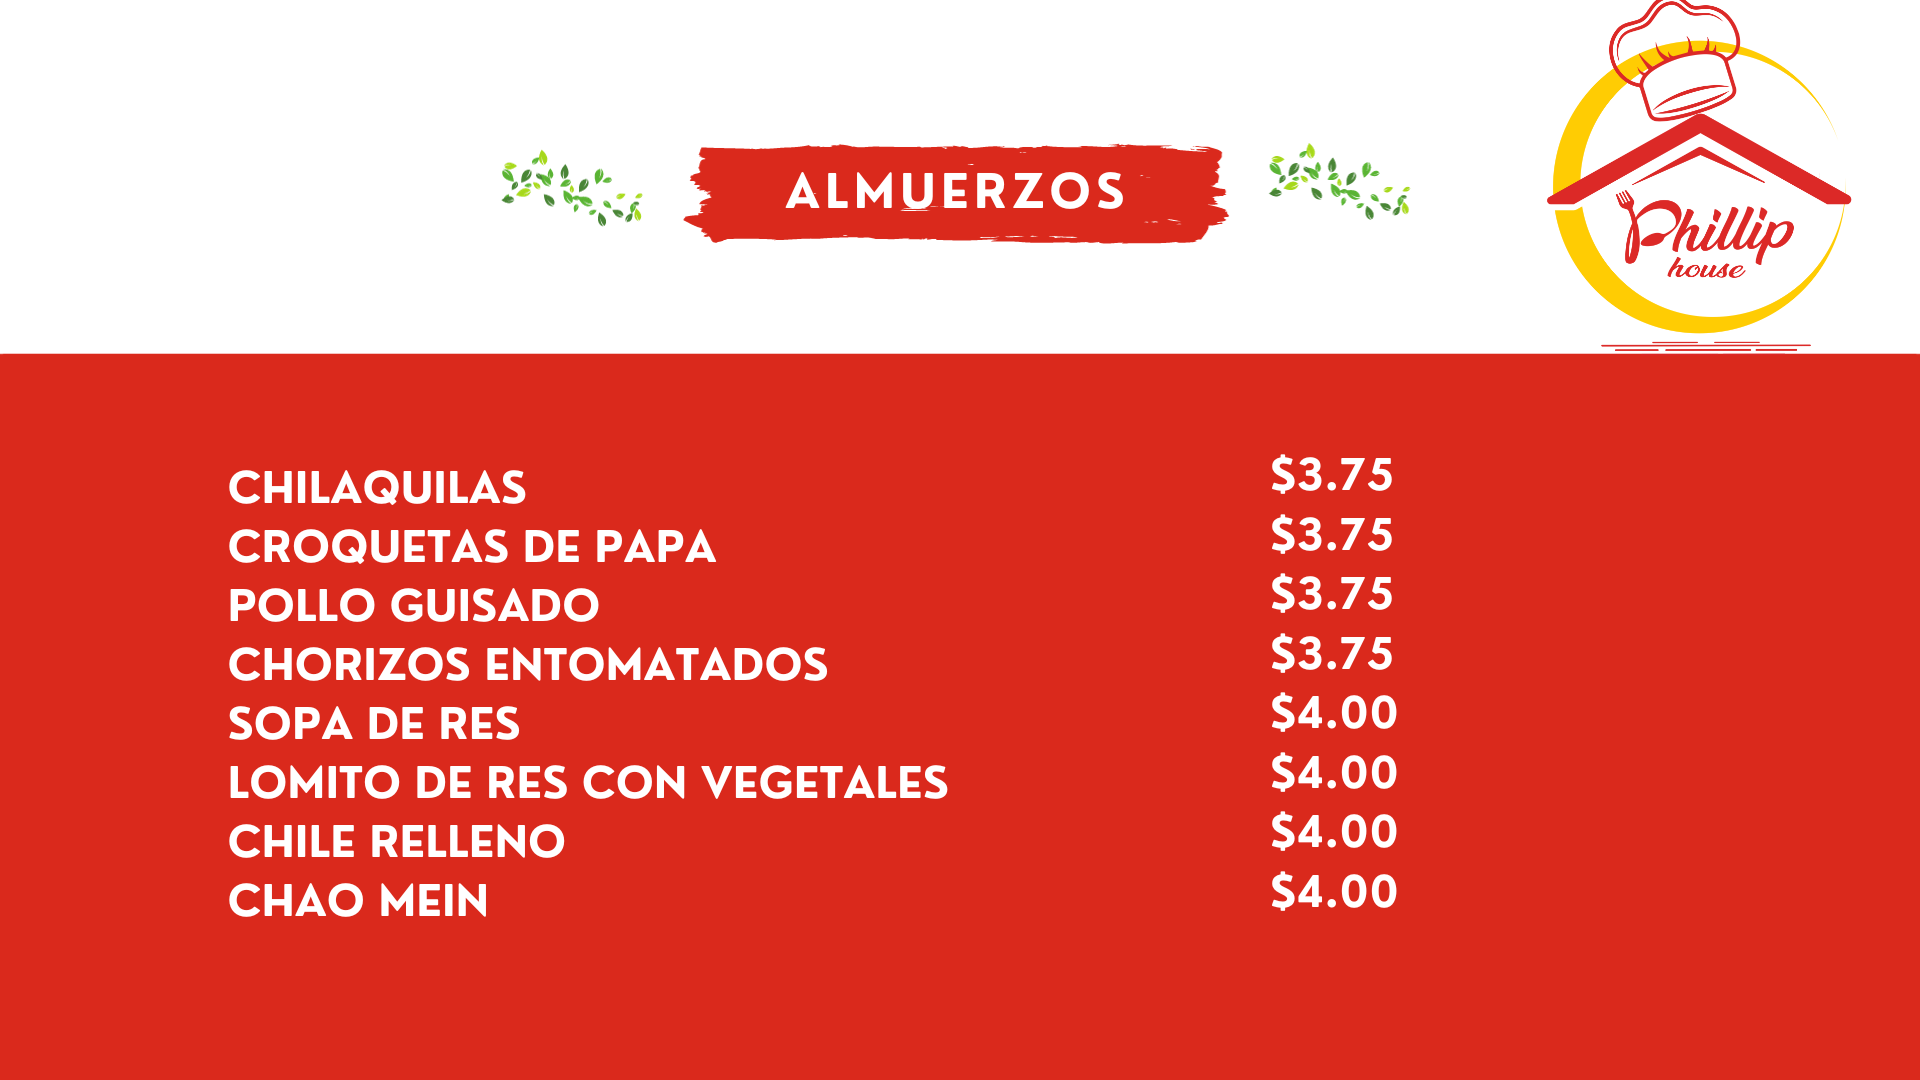 ALMUERZOS
Phillip
house
CHILAQUILAS $3.75
CROQUETAS DE PAPA $3.75
POLLO GUISADO $3.75
CHORIZOS ENTOMATADOS $3.75
SOPA DE RES $4.00
LOMITO DE RES CON VEGETALES $4.00
CHILE RELLENO $4.00
CHAO MEIN $4.00